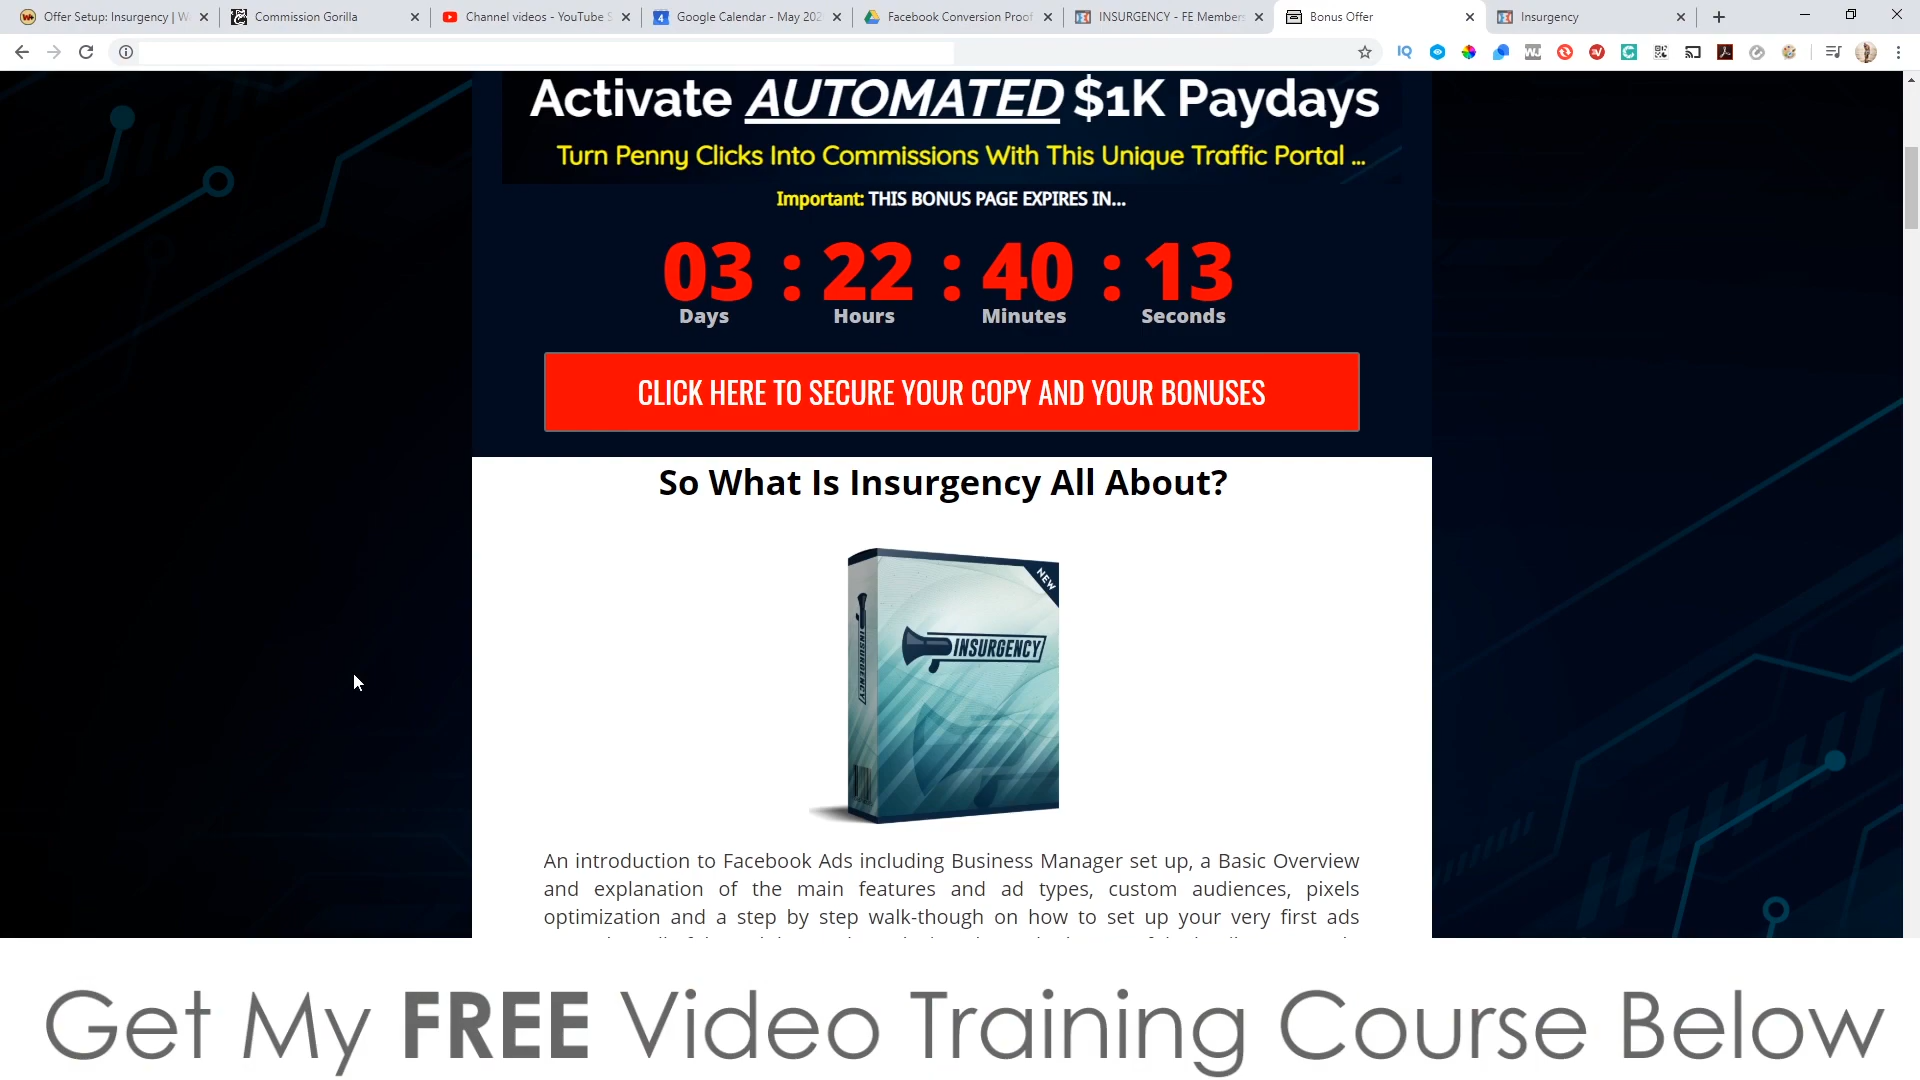 Offer Setup: Insurgency | W
Commission Gorilla
Channel videos - YouTube S
Google Calendar - May 202
Facebook Conversion Proof
INSURGENCY - FE Members
Bonus Offer
Insurgency
Activate AUTOMATED $1K Paydays
Turn Penny Clicks Into Commissions With This Unique Traffic Portal ...
Important: THIS BONUS PAGE EXPIRES IN...
03 : 22 : 40 : 13
Days Hours Minutes Seconds
CLICK HERE TO SECURE YOUR COPY AND YOUR BONUSES
So What Is Insurgency All About?
NEW
INSURGENCY
INSURGENCY
An introduction to Facebook Ads including Business Manager set up, a Basic Overview
and explanation of the main features and ad types, custom audiences, pixels
optimization and a step by step walk-though on how to set up your very first ads
Get My FREE Video Training Course Below